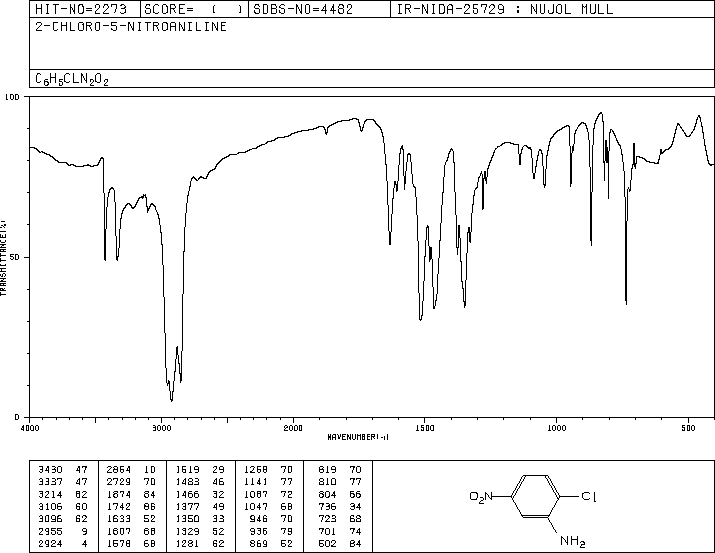 HIT-NO=2273 SCORE= ( ) SDBS-NO=4482 IR-NIDA-25729 : NUJOL MULL
2-CHLORO-5-NITROANILINE
C6H5CLN2O2
100
50
0
TRANSMITTANCE(%)
4000 3000 2000 1500 1000 500
WAVENUMBER(-1)
3430 47 2854 10 1519 29 1268 70 819 70
3337 47 2729 70 1483 46 1141 77 810 77
3214 62 1874 84 1466 32 1087 72 804 66
3106 60 1742 86 1377 49 1047 68 736 34
3096 62 1633 52 1350 33 946 70 723 68
2955 9 1607 68 1329 52 936 79 701 74
2924 4 1578 68 1281 62 869 52 602 84
O2N
Cl
NH2